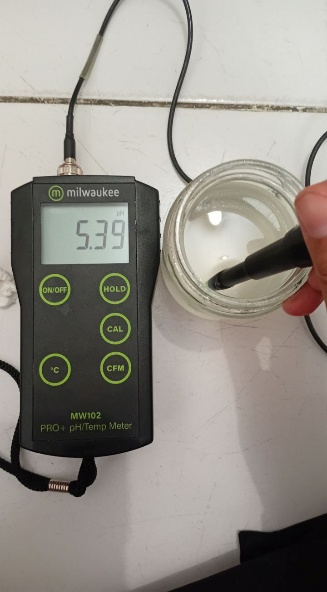 m milwaukee
pH
5.39
ON/OFF
HOLD
CAL
°C
CFM
MW102
PRO+ pH/Temp Meter